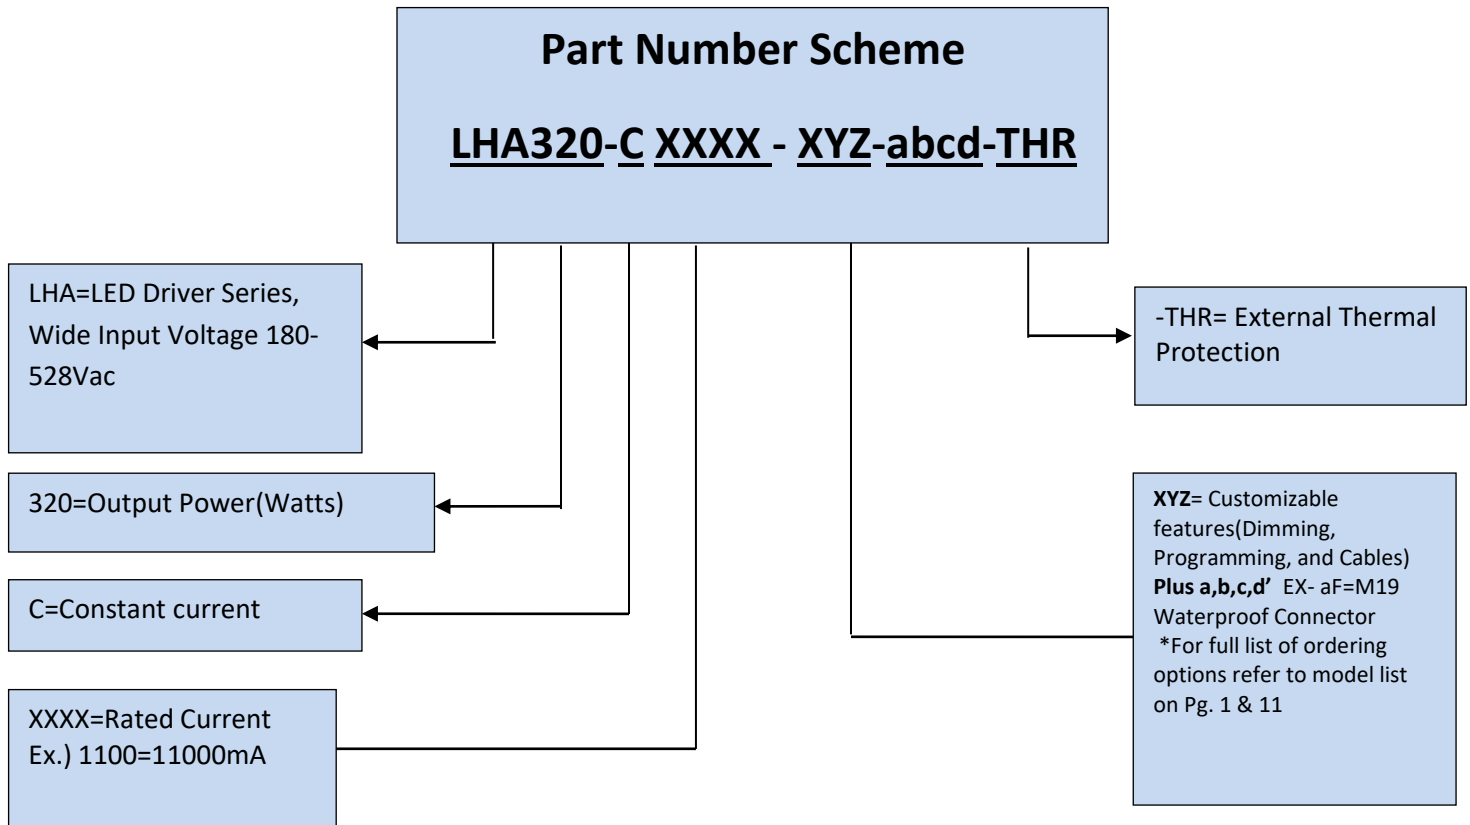 Part Number Scheme
LHA320-C XXXX - XYZ-abcd-THR
LHA=LED Driver Series,
Wide Input Voltage 180-
528Vac
320=Output Power(Watts)
C=Constant current
XXXX=Rated Current
Ex.) 1100=11000mA
-THR= External Thermal
Protection
XYZ= Customizable
features(Dimming,
Programming, and Cables)
Plus a,b,c,d’ EX- aF=M19
Waterproof Connector
*For full list of ordering
options refer to model list
on Pg. 1 & 11